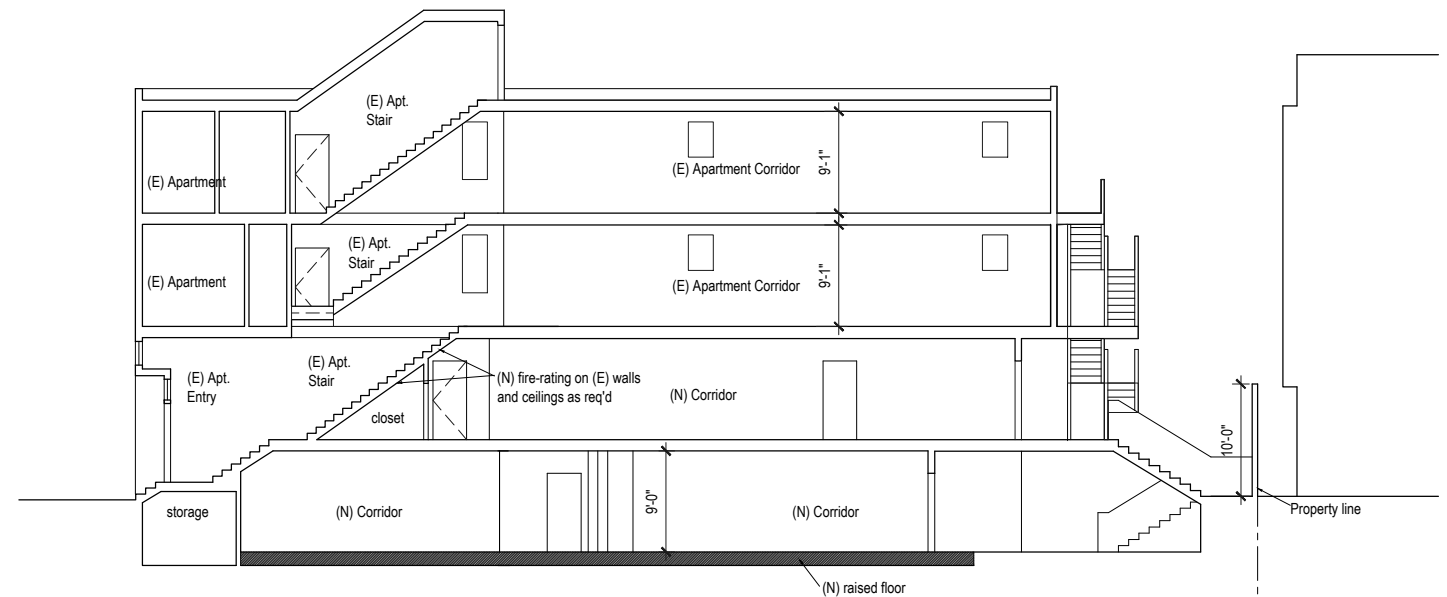 (E) Apt.
Stair
(E) Apartment
(E) Apartment Corridor
9'-1"
(E) Apt.
Stair
(E) Apartment
(E) Apartment Corridor
9'-1"
(E) Apt.
Stair
(E) Apt.
Entry
(N) fire-rating on (E) walls
and ceilings as req'd
(N) Corridor
closet
10'-0"
storage
(N) Corridor
9'-0"
(N) Corridor
Property line
(N) raised floor